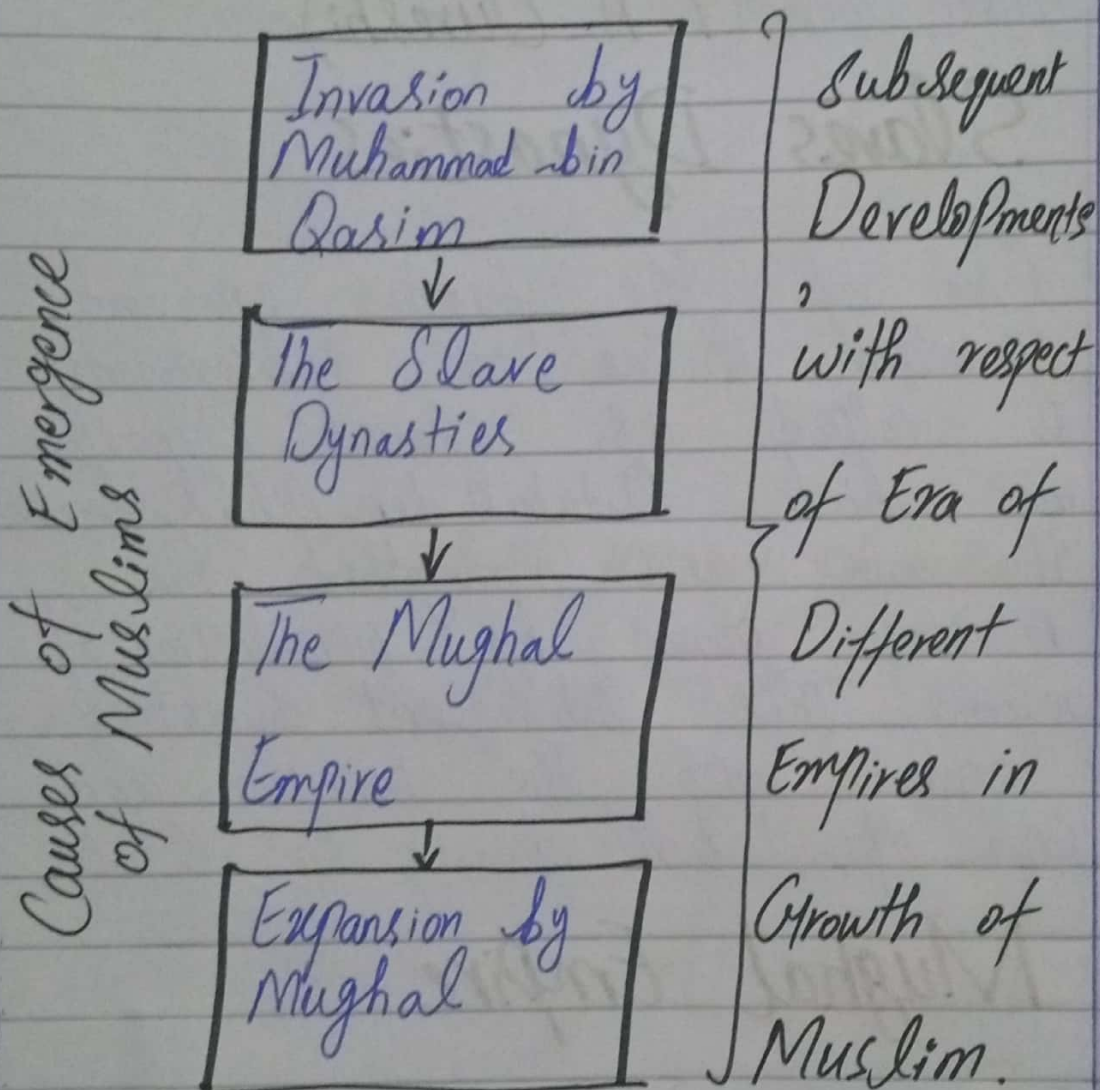 Causes of Emergence
of Muslims
Invasion by
Muhammad bin
Qasim
The Slave
Dynasties
The Mughal
Empire
Expansion by
Mughal
Subsequent
Developments
,
with respect
of Era of
Different
Empires in
Growth of
Muslim.